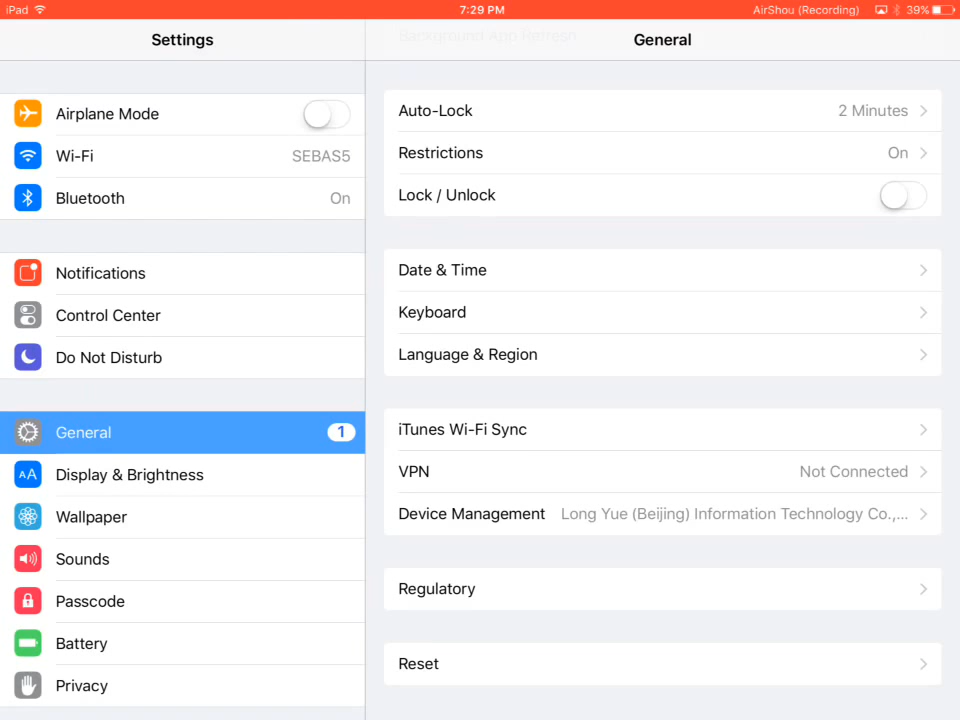 iPad 7:29 PM AirShou (Recording) 39%
Settings
Airplane Mode
Wi-Fi SEBAS5
Bluetooth On
Notifications
Control Center
Do Not Disturb
General 1
Display & Brightness
Wallpaper
Sounds
Passcode
Battery
Privacy
General
Background App Refresh
Auto-Lock 2 Minutes
Restrictions On
Lock / Unlock
Date & Time
Keyboard
Language & Region
iTunes Wi-Fi Sync
VPN Not Connected
Device Management Long Yue (Beijing) Information Technology Co.,...
Regulatory
Reset